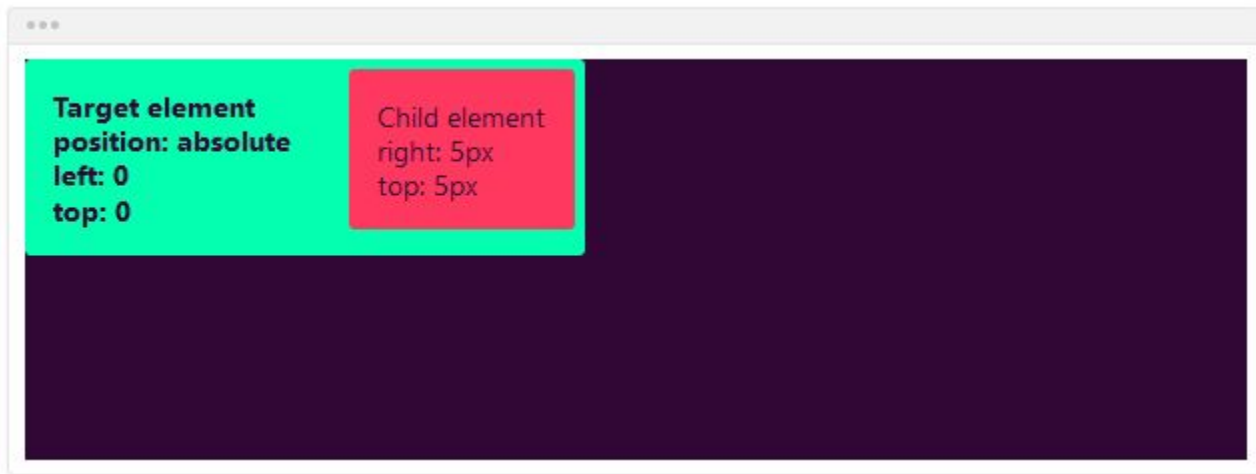 Target element
position: absolute
left: 0
top: 0
Child element
right: 5px
top: 5px